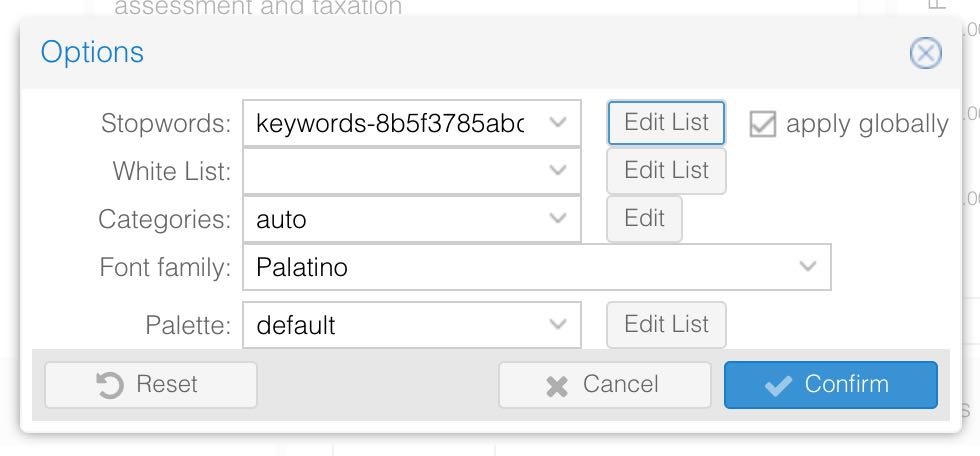 assessment and taxation
Options
Stopwords: keywords-8b5f3785abc Edit List apply globally
White List: Edit List
Categories: auto Edit
Font family: Palatino
Palette: default Edit List
Reset Cancel Confirm